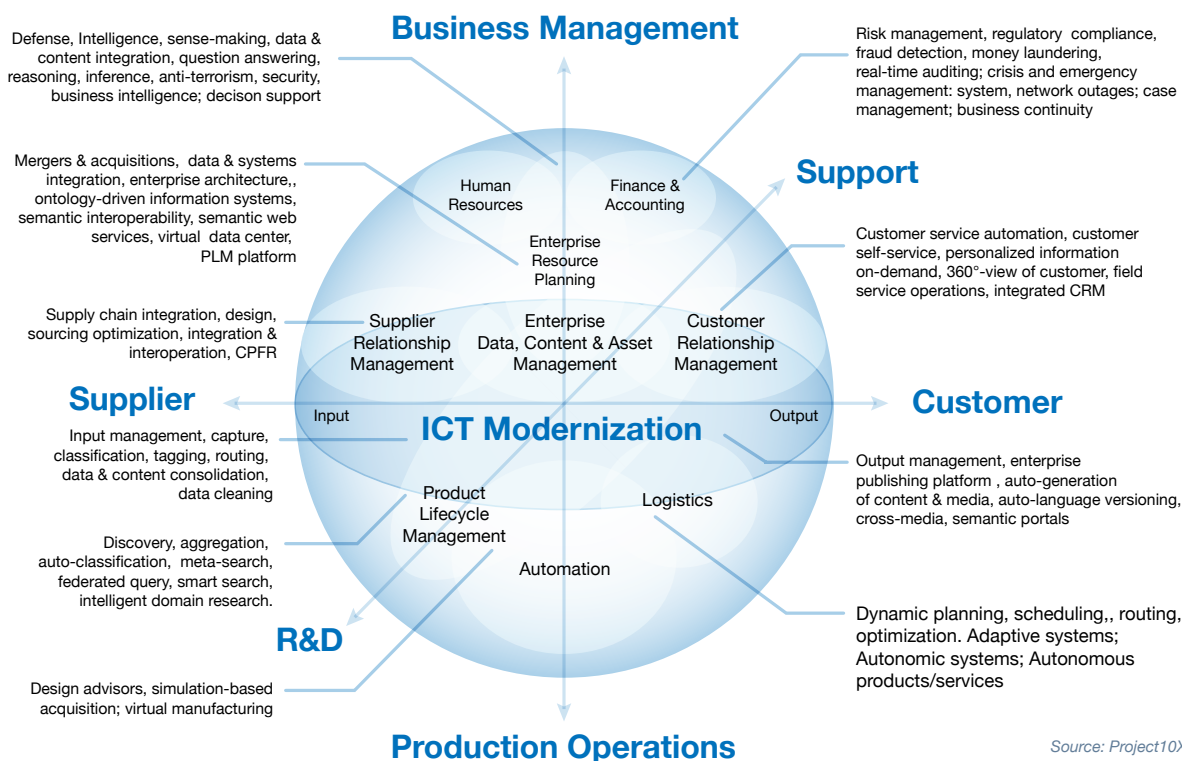 Business Management
Defense, Intelligence, sense-making, data &
content integration, question answering,
reasoning, inference, anti-terrorism, security,
business intelligence; decison support
Risk management, regulatory compliance,
fraud detection, money laundering,
real-time auditing; crisis and emergency
management: system, network outages; case
management; business continuity
Mergers & acquisitions, data & systems
integration, enterprise architecture,,
ontology-driven information systems,
semantic interoperability, semantic web
services, virtual data center,
PLM platform
Human
Resources
Finance &
Accounting
Support
Enterprise
Resource
Planning
Customer service automation, customer
self-service, personalized information
on-demand, 360°-view of customer, field
service operations, integrated CRM
Supply chain integration, design,
sourcing optimization, integration &
interoperation, CPFR
Supplier
Relationship
Management
Enterprise
Data, Content & Asset
Management
Customer
Relationship
Management
Supplier
Input
ICT Modernization
Output
Customer
Input management, capture,
classification, tagging, routing,
data & content consolidation,
data cleaning
Output management, enterprise
publishing platform , auto-generation
of content & media, auto-language versioning,
cross-media, semantic portals
Product
Lifecycle
Management
Logistics
Automation
Discovery, aggregation,
auto-classification, meta-search,
federated query, smart search,
intelligent domain research.
R&D
Dynamic planning, scheduling,, routing,
optimization. Adaptive systems;
Autonomic systems; Autonomous
products/services
Design advisors, simulation-based
acquisition; virtual manufacturing
Production Operations
Source: Project10X